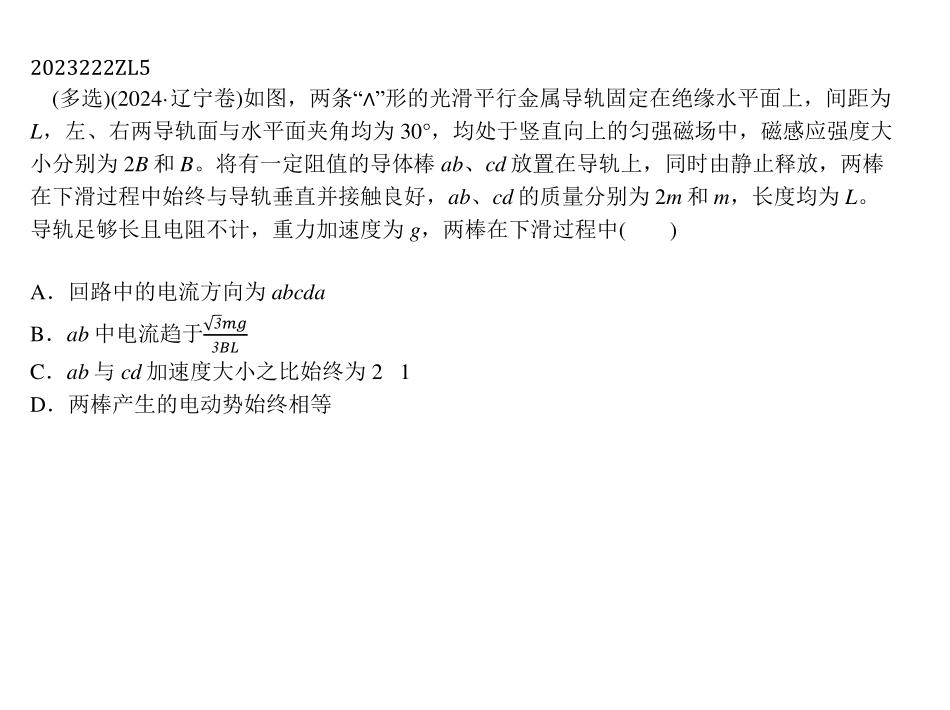 2023222ZL5
(多选)(2024·辽宁卷)如图，两条“∧”形的光滑平行金属导轨固定在绝缘水平面上，间距为
L，左、右两导轨面与水平面夹角均为 30°，均处于竖直向上的匀强磁场中，磁感应强度大
小分别为 2B 和 B。将有一定阻值的导体棒 ab、cd 放置在导轨上，同时由静止释放，两棒
在下滑过程中始终与导轨垂直并接触良好，ab、cd 的质量分别为 2m 和 m，长度均为 L。
导轨足够长且电阻不计，重力加速度为 g，两棒在下滑过程中(　　)
A．回路中的电流方向为 abcda
B．ab 中电流趋于√3mg/3BL
C．ab 与 cd 加速度大小之比始终为 2 1
D．两棒产生的电动势始终相等